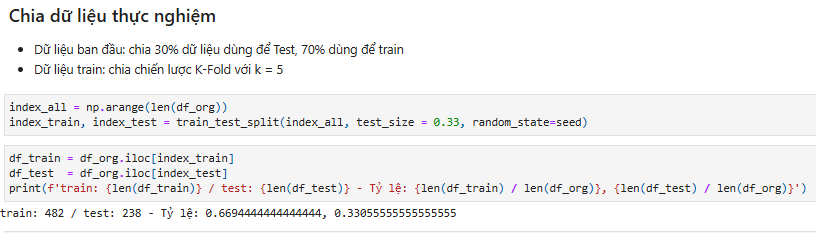 Chia dữ liệu thực nghiệm
Dữ liệu ban đầu: chia 30% dữ liệu dùng để Test, 70% dùng để train
Dữ liệu train: chia chiến lược K-Fold với k = 5
index_all = np.arange(len(df_org))
index_train, index_test = train_test_split(index_all, test_size = 0.33, random_state=seed)
df_train = df_org.iloc[index_train]
df_test  = df_org.iloc[index_test]
print(f'train: {len(df_train)} / test: {len(df_test)} - Tỷ lệ: {len(df_train) / len(df_org)}, {len(df_test) / len(df_org)}')
train: 482 / test: 238 - Tỷ lệ: 0.6694444444444444, 0.33055555555555555